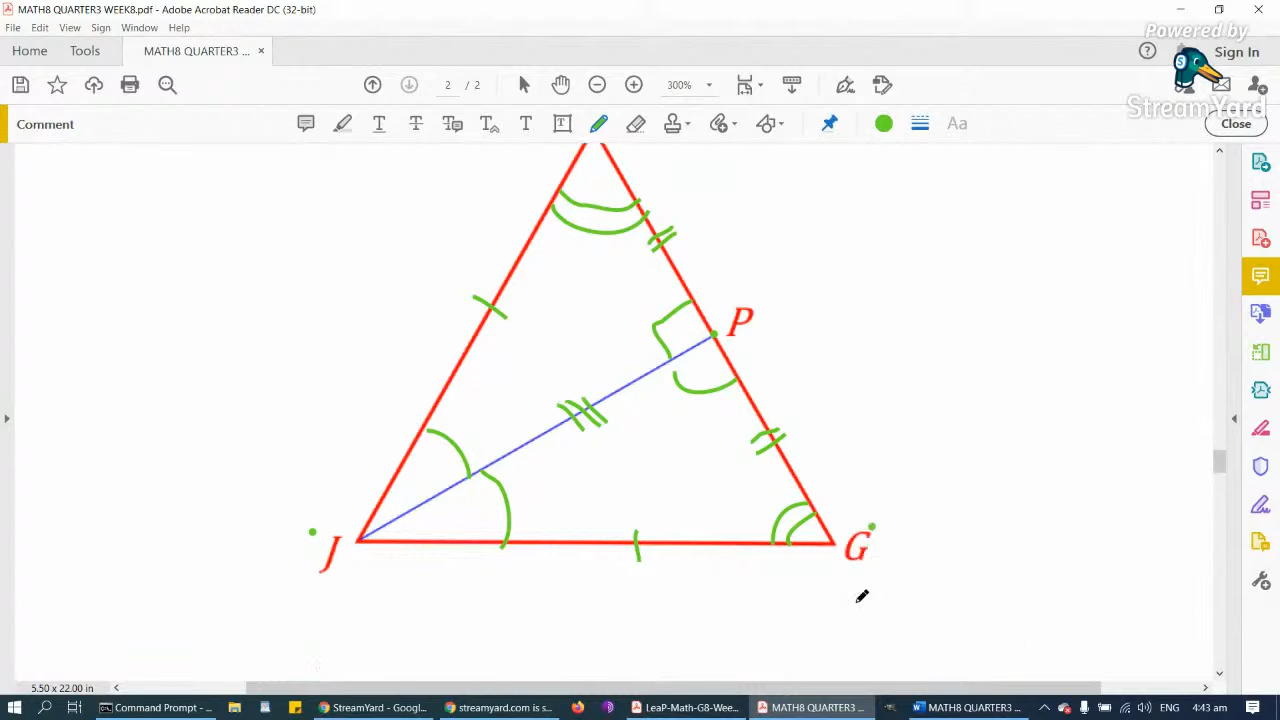 MATH8 QUARTER3 WEEK8.pdf - Adobe Acrobat Reader DC (32-bit)
File Edit View Sign Window Help
Powered by
StreamYard
Home Tools MATH8 QUARTER3 ... × Sign In
2 / 2 300%
Comment Aa Close
P
J
G
5.50 x 22.00 in
Command Prompt - StreamYard - Googl... streamyard.com is s... LeaP-Math-G8-Wee... MATH8 QUARTER3 ... MATH8 QUARTER3 ... ENG 4:43 am